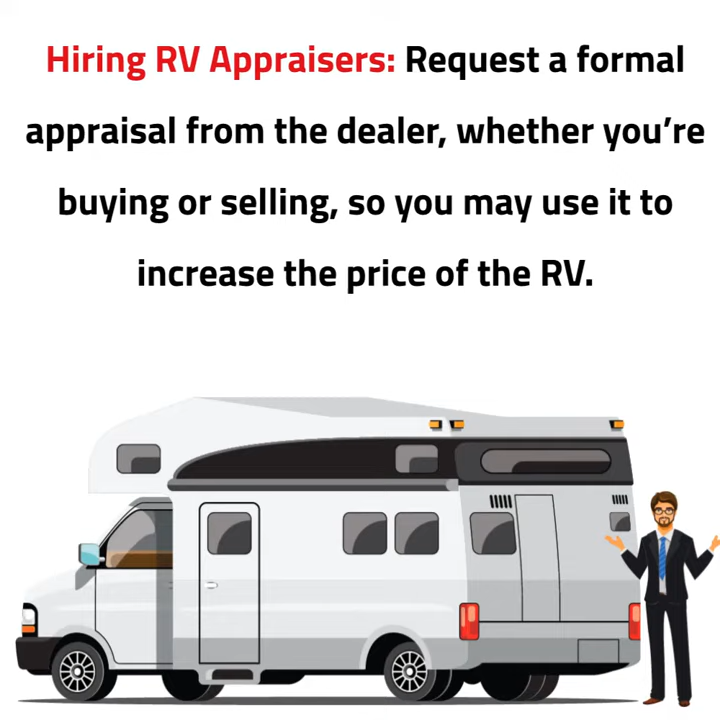 Hiring RV Appraisers: Request a formal
appraisal from the dealer, whether you’re
buying or selling, so you may use it to
increase the price of the RV.